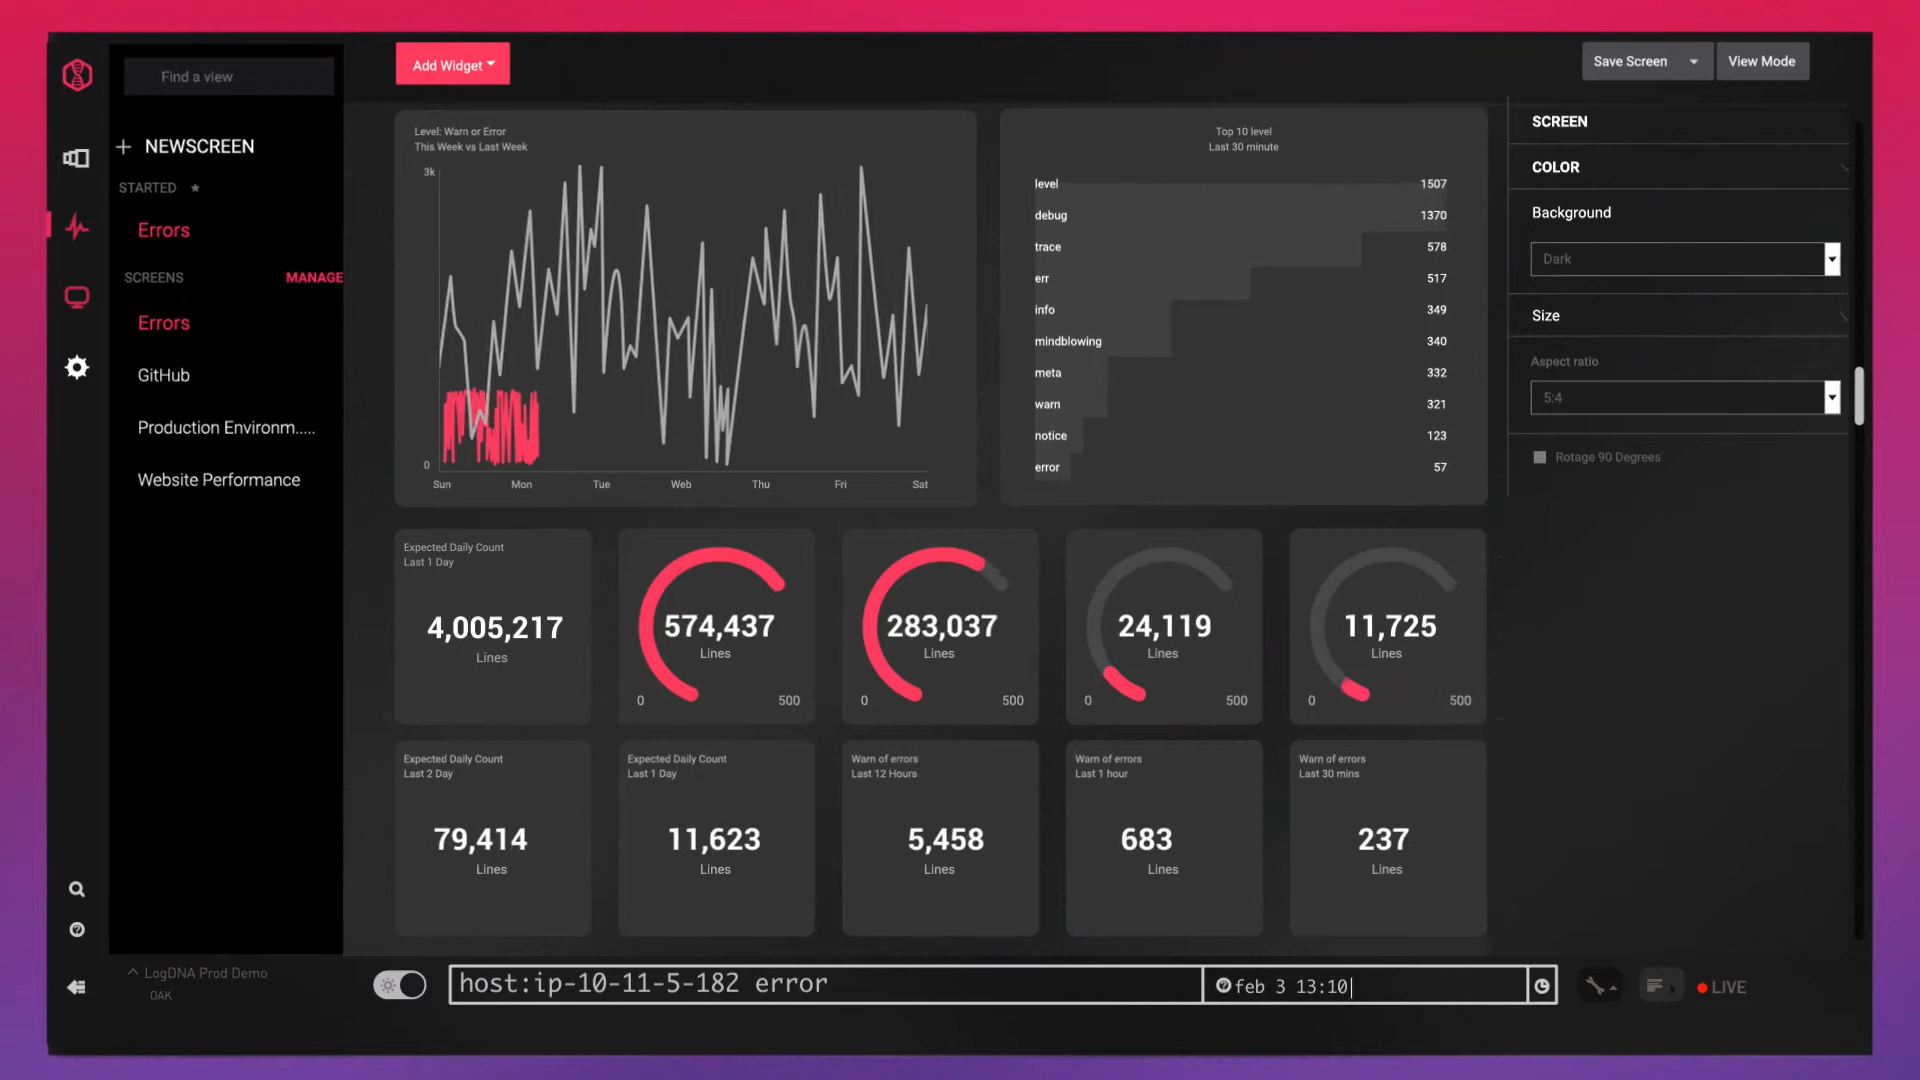 Find a view
Add Widget
Save Screen
View Mode
NEWSCREEN
STARTED
Errors
SCREENS
MANAGE
Errors
GitHub
Production Environm.....
Website Performance
Level: Warn or Error
This Week vs Last Week
3k
0
Sun Mon Tue Web Thu Fri Sat
Top 10 level
Last 30 minute
level 1507
debug 1370
trace 578
err 517
info 349
mindblowing 340
meta 332
warn 321
notice 123
error 57
SCREEN
COLOR
Background
Dark
Size
Aspect ratio
5:4
Rotage 90 Degrees
Expected Daily Count
Last 1 Day
4,005,217
Lines
574,437
Lines
0 500
283,037
Lines
0 500
24,119
Lines
0 500
11,725
Lines
0 500
Expected Daily Count
Last 2 Day
79,414
Lines
Expected Daily Count
Last 1 Day
11,623
Lines
Warn of errors
Last 12 Hours
5,458
Lines
Warn of errors
Last 1 hour
683
Lines
Warn of errors
Last 30 mins
237
Lines
LogDNA Prod Demo
OAK
host:ip-10-11-5-182 error
feb 3 13:10
LIVE